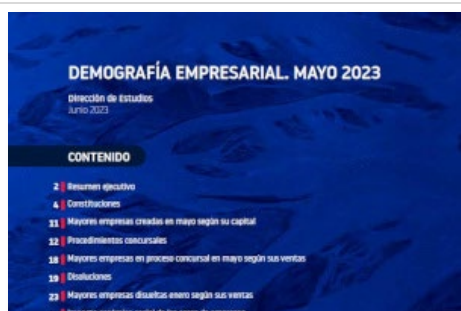 DEMOGRAFÍA EMPRESARIAL. MAYO 2023
Dirección de Estudios
Junio 2023
CONTENIDO
2 Resumen ejecutivo
4 Constituciones
11 Mayores empresas creadas en mayo según su capital
12 Procedimientos concursales
18 Mayores empresas en proceso concursal en mayo según sus ventas
19 Disoluciones
23 Mayores empresas disueltas enero según sus ventas